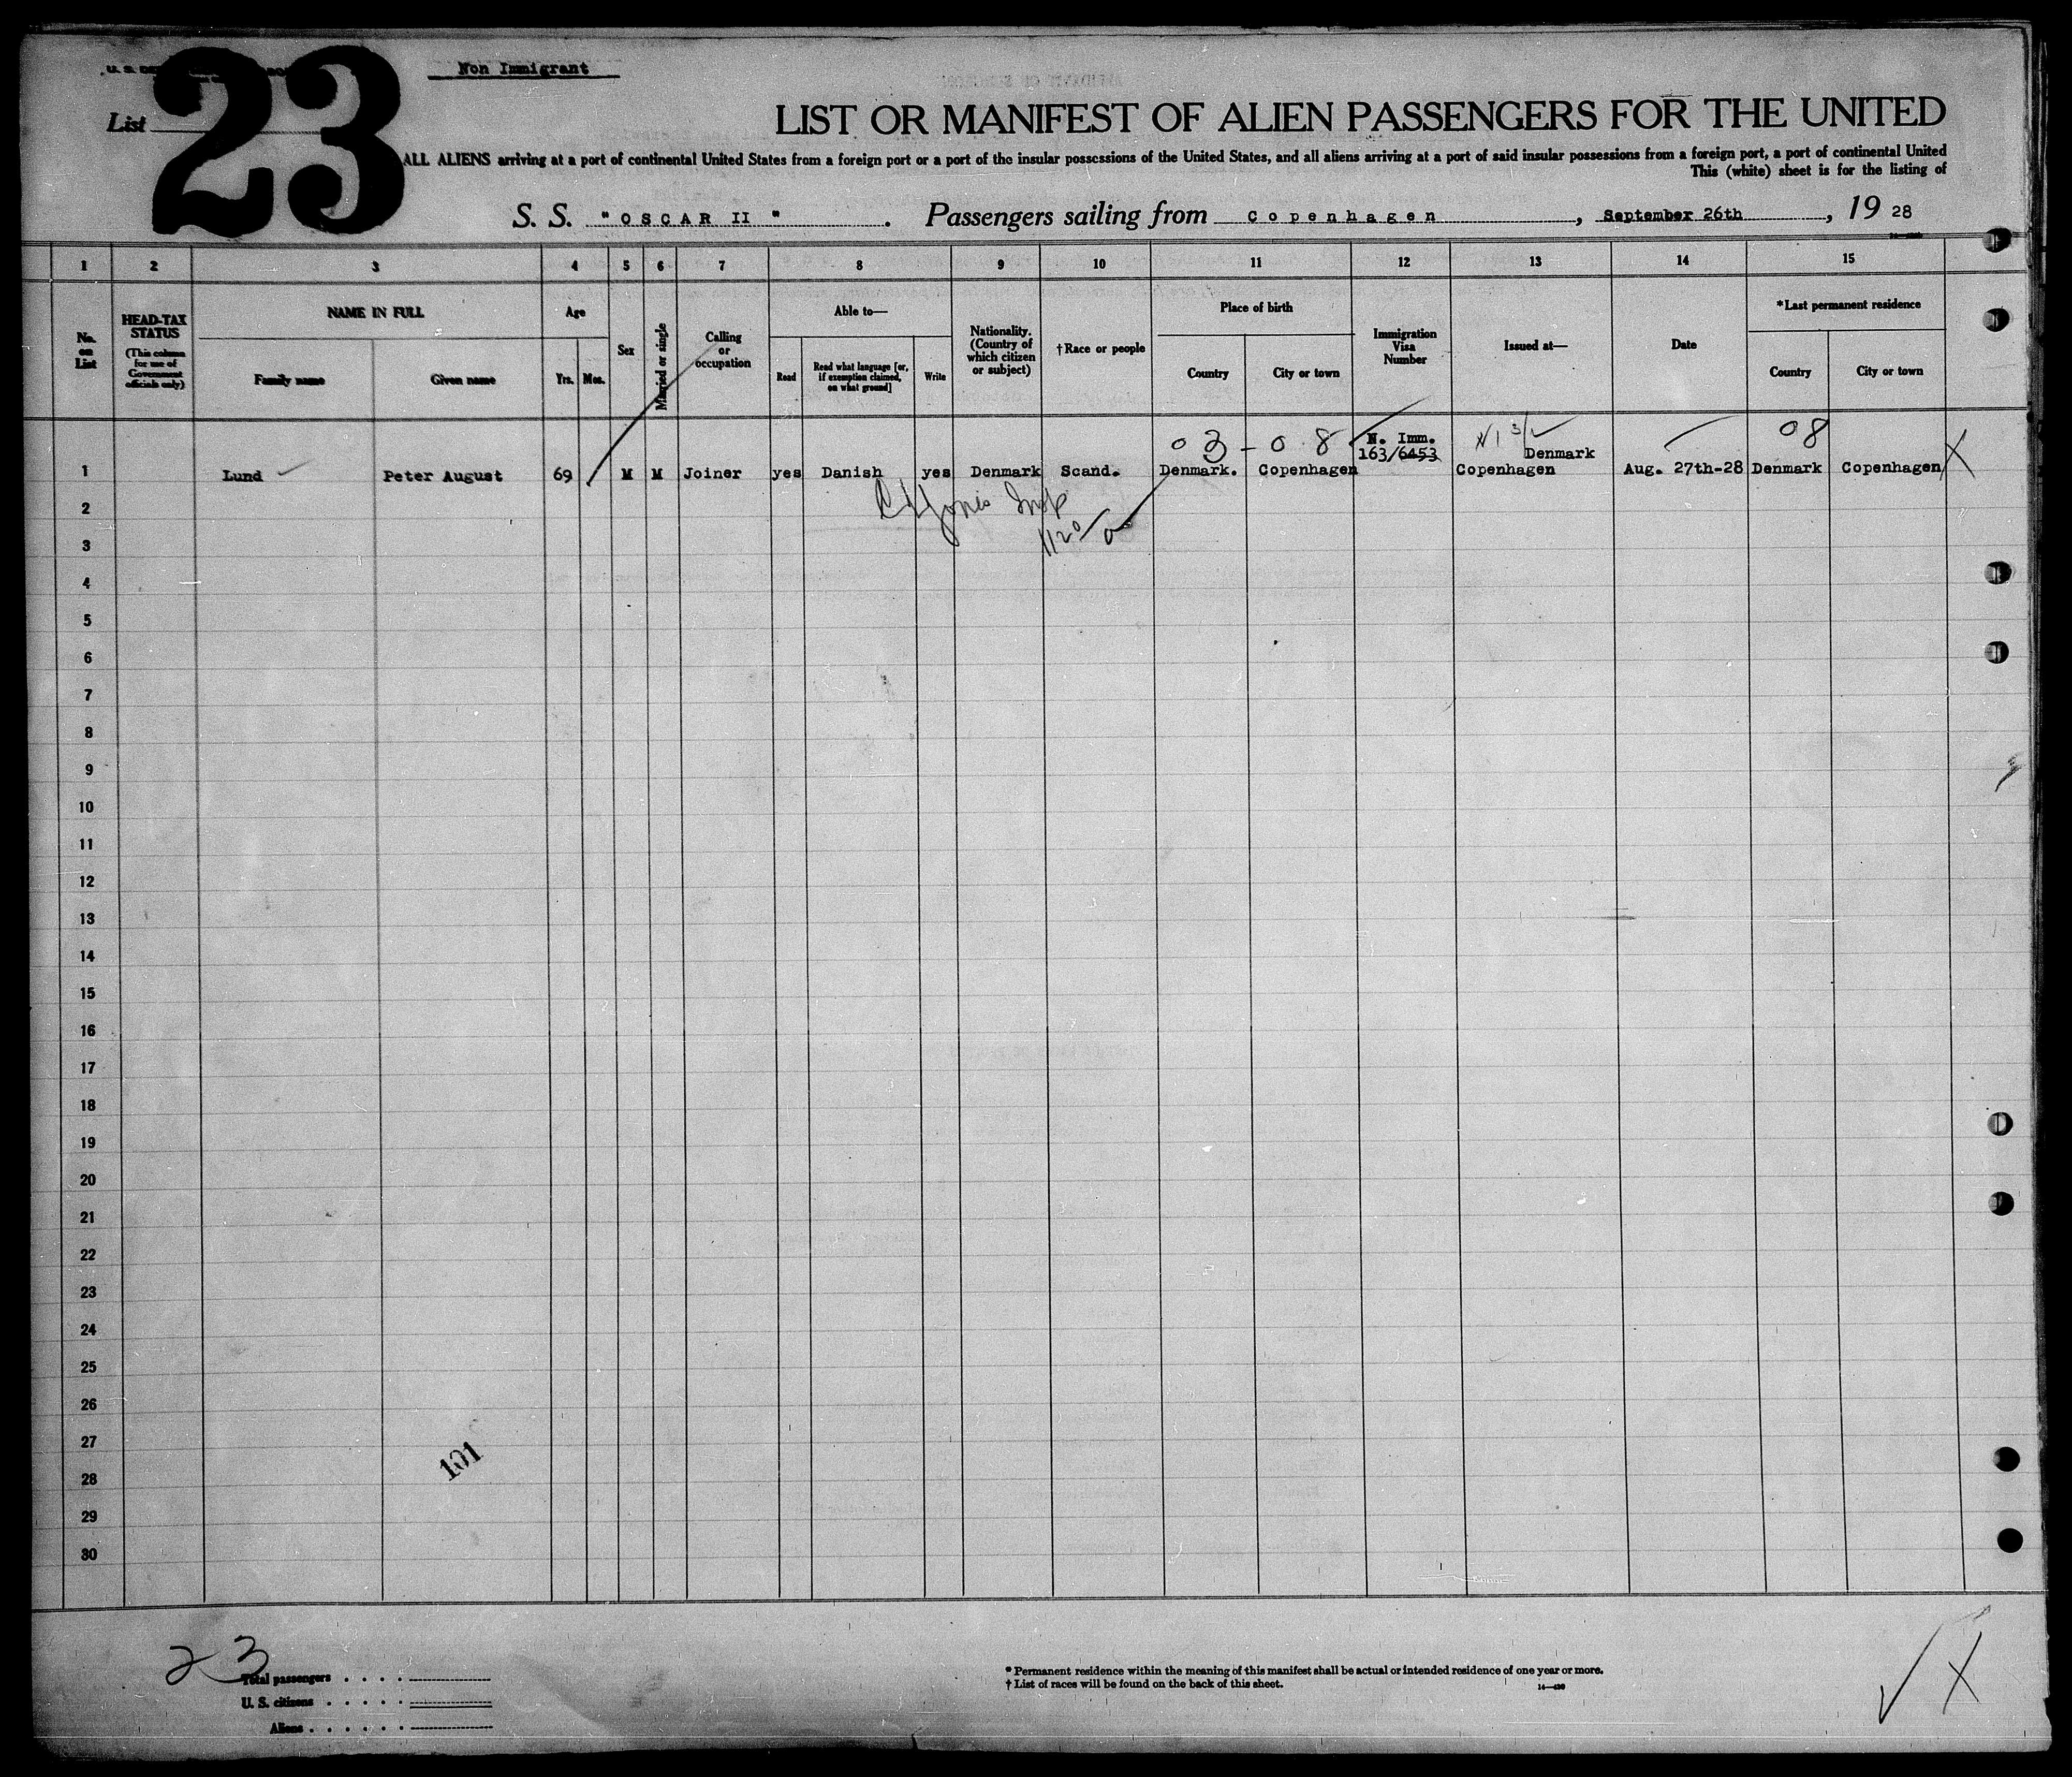 Non Immigrant
List
23
LIST OR MANIFEST OF ALIEN PASSENGERS FOR THE UNITED
ALL ALIENS arriving at a port of continental United States from a foreign port or a port of the insular possessions of the United States, and all aliens arriving at a port of said insular possessions from a foreign port, a port of continental United
This (white) sheet is for the listing of
S. S. "OSCAR II". Passengers sailing from Copenhagen, September 26th, 19 28
1 2 3 4 5 6 7 8 9 10 11 12 13 14 15
No. on List
HEAD-TAX STATUS
(This column for use of Government officials only)
NAME IN FULL
Family name
Given name
Age
Yrs.
Mos.
Sex
Married or single
Calling or occupation
Able to—
Read
Read what language [or, if exemption claimed, on what ground]
Write
Nationality. (Country of which citizen or subject)
†Race or people
Place of birth
Country
City or town
Immigration Visa Number
Issued at—
Date
*Last permanent residence
Country
City or town
03-08
08
N. Imm.
Denmark
1 Lund Peter August 69 M M Joiner yes Danish yes Denmark Scand. Denmark. Copenhagen 163/6453 Copenhagen Aug. 27th-28 Denmark Copenhagen X
2
3
4
5
6
7
8
9
10
11
12
13
14
15
16
17
18
19
20
21
22
23
24
25
26
27
28
29
30
101
23
Total passengers
U. S. citizens
Aliens
* Permanent residence within the meaning of this manifest shall be actual or intended residence of one year or more.
† List of races will be found on the back of this sheet.
X